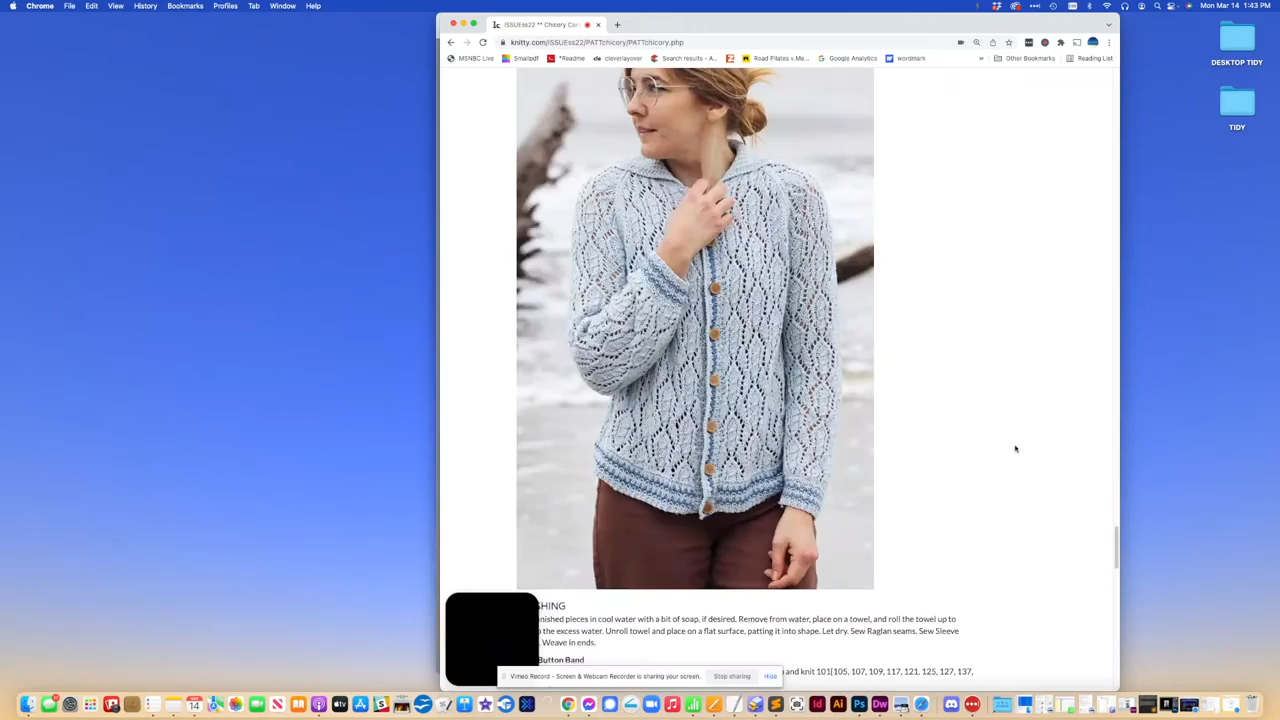 Chrome File Edit View History Bookmarks Profiles Tab Window Help
Mon Mar 14 1:43 PM
ISSUEss22 ** Chicory Car
knitty.com/ISSUEss22/PATTchicory/PATTchicory.php
MSNBC Live Smallpdf *Readme cleverlayover Search results - A... Road Pilates v.Me... Google Analytics wordmark » Other Bookmarks Reading List
DESKTOP TIDY
TIDY
SHING
nished pieces in cool water with a bit of soap, if desired. Remove from water, place on a towel, and roll the towel up to
o the excess water. Unroll towel and place on a flat surface, patting it into shape. Let dry. Sew Raglan seams. Sew Sleeve
. Weave in ends.
Button Band
and knit 101[105, 107, 109, 117, 121, 125, 127, 137,
Vimeo Record - Screen & Webcam Recorder is sharing your screen. Stop sharing Hide